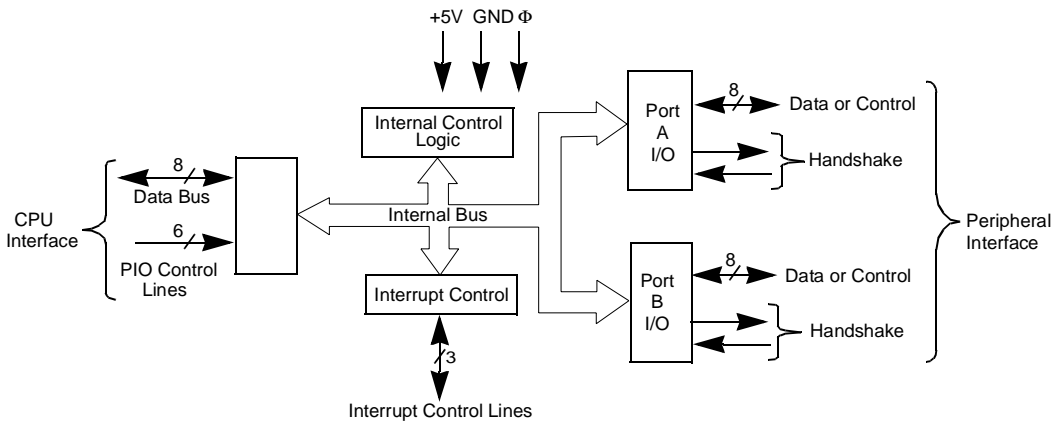 +5V GND Φ
Internal Control
Logic
8
Data Bus
CPU
Interface
6
PIO Control
Lines
Internal Bus
Interrupt Control
3
Interrupt Control Lines
Port
A
I/O
8
Data or Control
Handshake
Port
B
I/O
8
Data or Control
Handshake
Peripheral
Interface